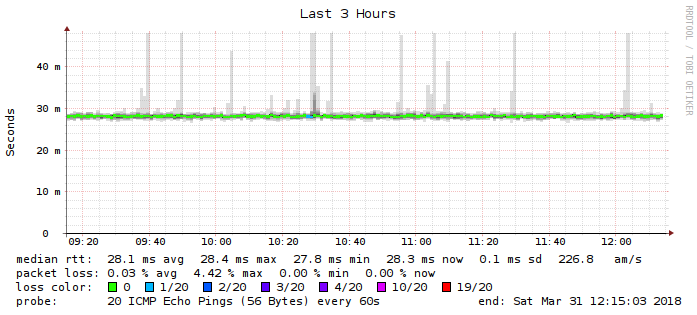 Last 3 Hours
RRDTOOL / TOBI OETIKER
Seconds
40 m
30 m
20 m
10 m
0
09:20 09:40 10:00 10:20 10:40 11:00 11:20 11:40 12:00
median rtt: 28.1 ms avg 28.4 ms max 27.8 ms min 28.3 ms now 0.1 ms sd 226.8 am/s
packet loss: 0.03 % avg 4.42 % max 0.00 % min 0.00 % now
loss color: 0 1/20 2/20 3/20 4/20 10/20 19/20
probe: 20 ICMP Echo Pings (56 Bytes) every 60s end: Sat Mar 31 12:15:03 2018